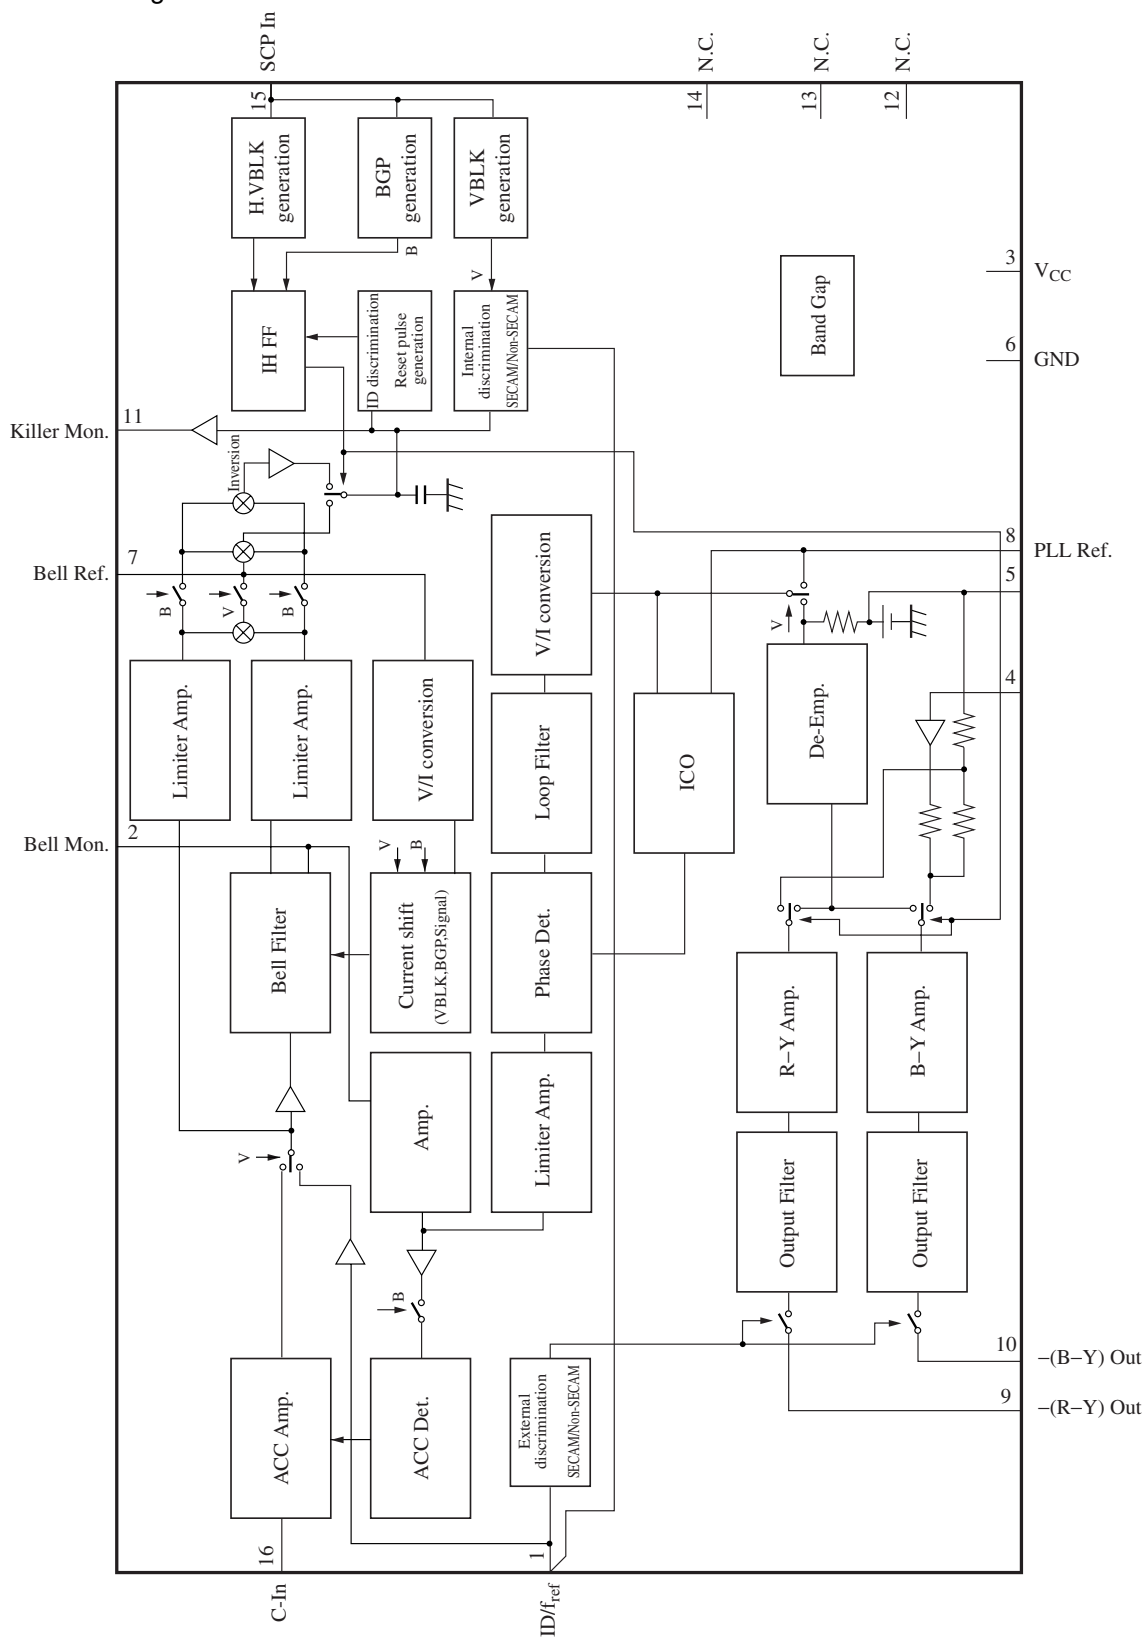 SCP In
N.C.
N.C.
N.C.
15
14
13
12
H.VBLK
generation
BGP
generation
VBLK
generation
B
V
3
VCC
IH FF
ID discrimination
Reset pulse
generation
Internal
discrimination
SECAM/Non-SECAM
Band Gap
6
GND
11
Killer Mon.
Inversion
7
Bell Ref.
B
V
B
V/I conversion
8
PLL Ref.
5
V
4
Limiter Amp.
Limiter Amp.
V/I conversion
Loop Filter
ICO
De-Emp.
2
Bell Mon.
V
B
Bell Filter
Current shift
(VBLK,BGP,Signal)
Phase Det.
R–Y Amp.
B–Y Amp.
V
Amp.
Limiter Amp.
Output Filter
Output Filter
B
10
–(B–Y) Out
9
–(R–Y) Out
ACC Amp.
ACC Det.
External
discrimination
SECAM/Non-SECAM
16
1
C-In
ID/fref